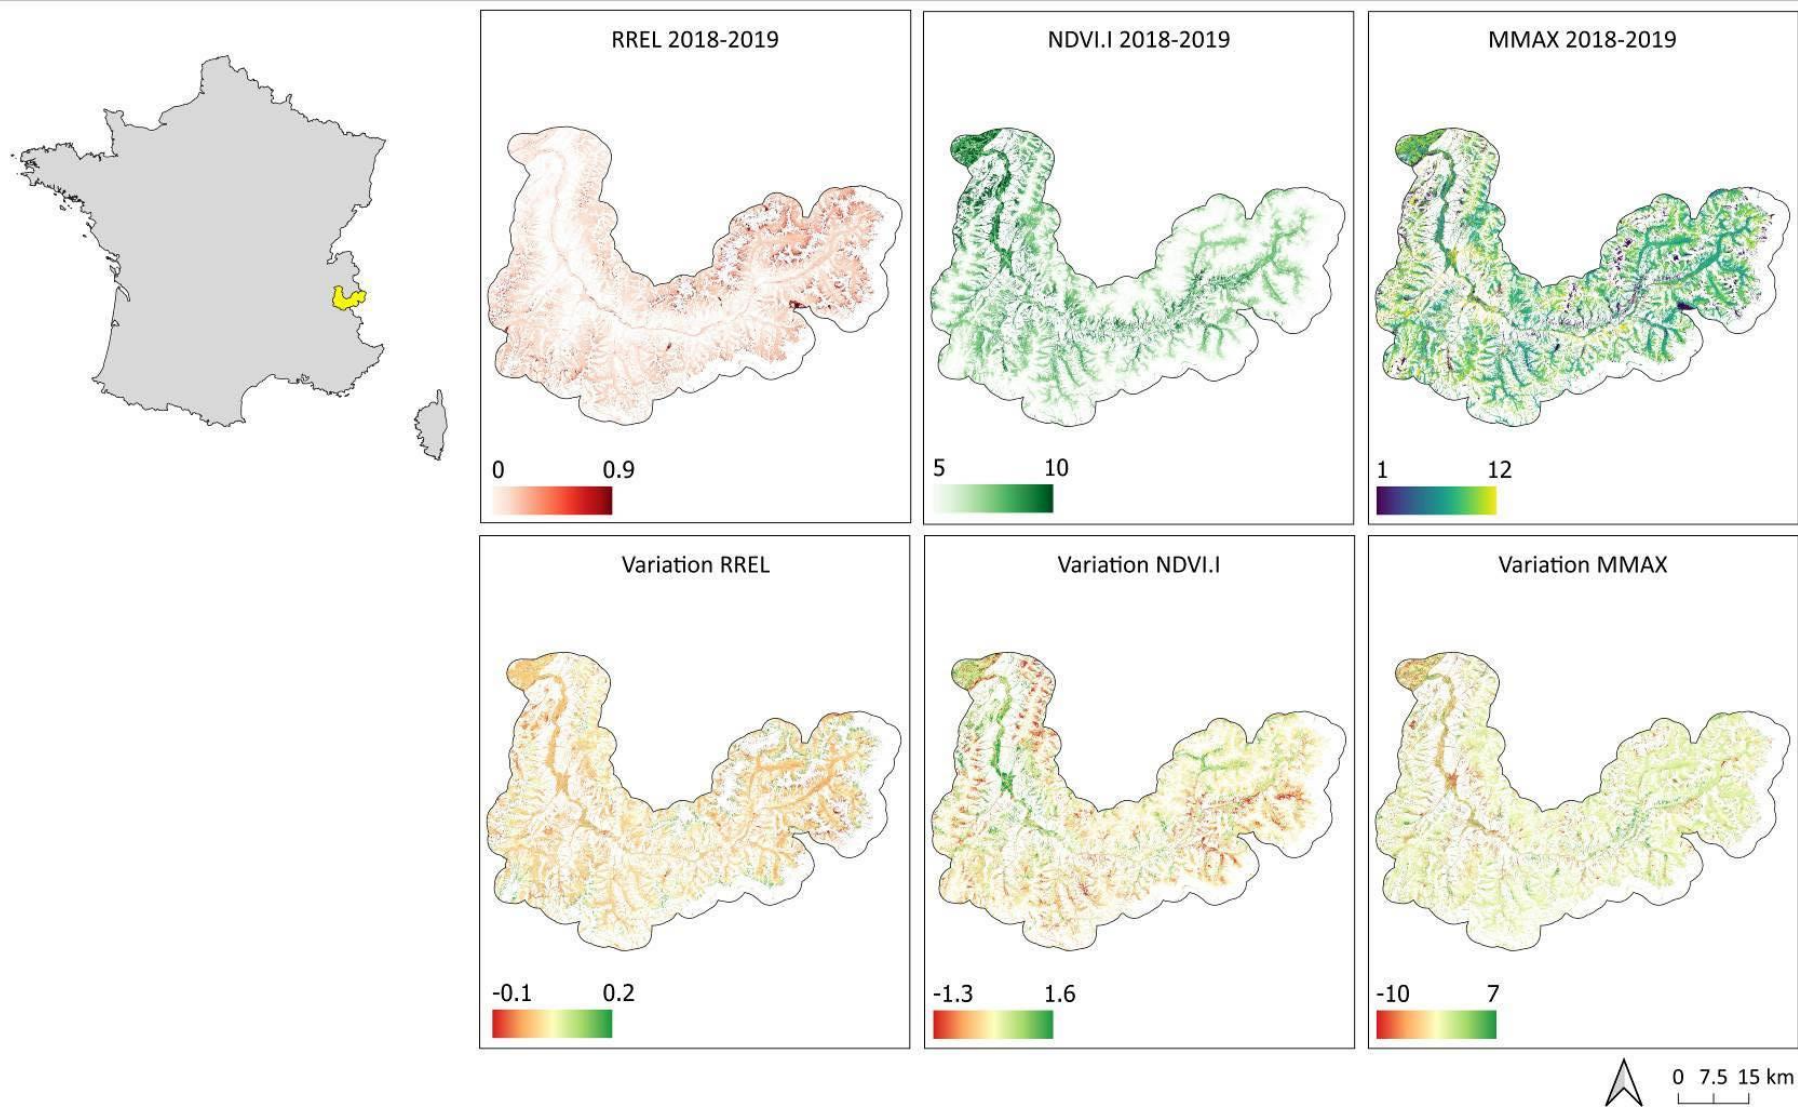 RREL 2018-2019
NDVI.I 2018-2019
MMAX 2018-2019
0 0.9
5 10
1 12
Variation RREL
Variation NDVI.I
Variation MMAX
-0.1 0.2
-1.3 1.6
-10 7
0 7.5 15 km